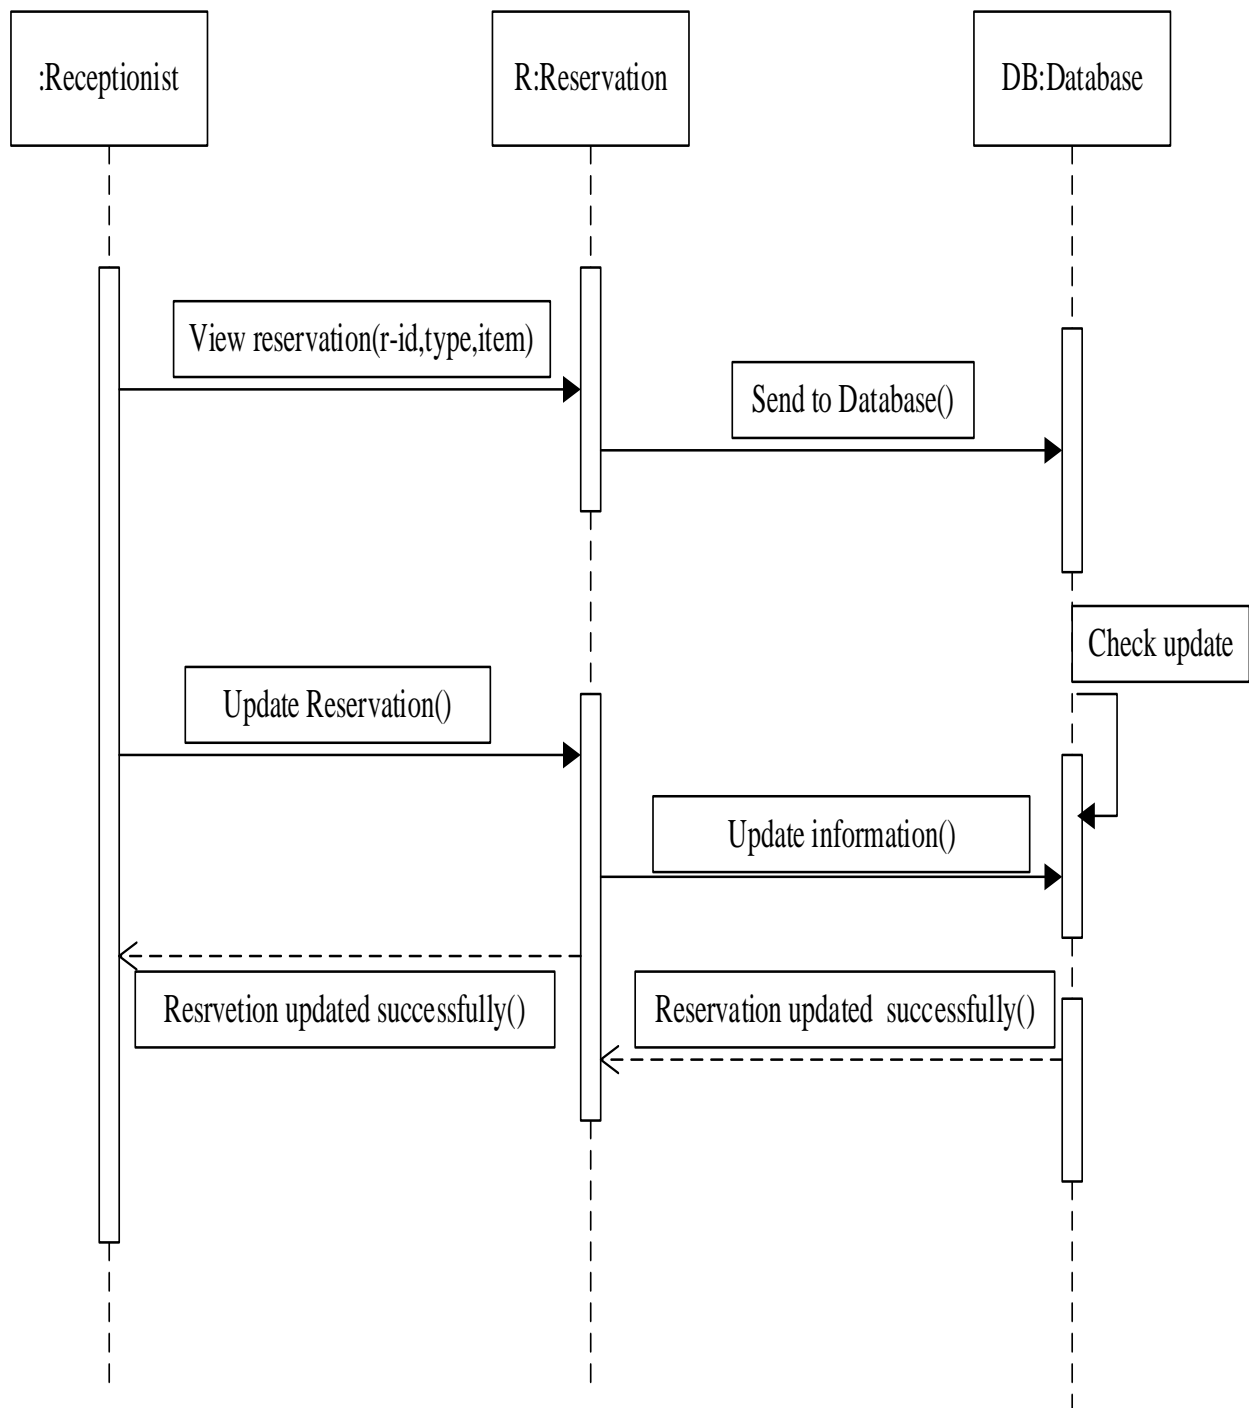 :Receptionist
R:Reservation
DB:Database
View reservation(r-id,type,item)
Send to Database()
Check update
Update Reservation()
Update information()
Resrvetion updated successfully()
Reservation updated  successfully()